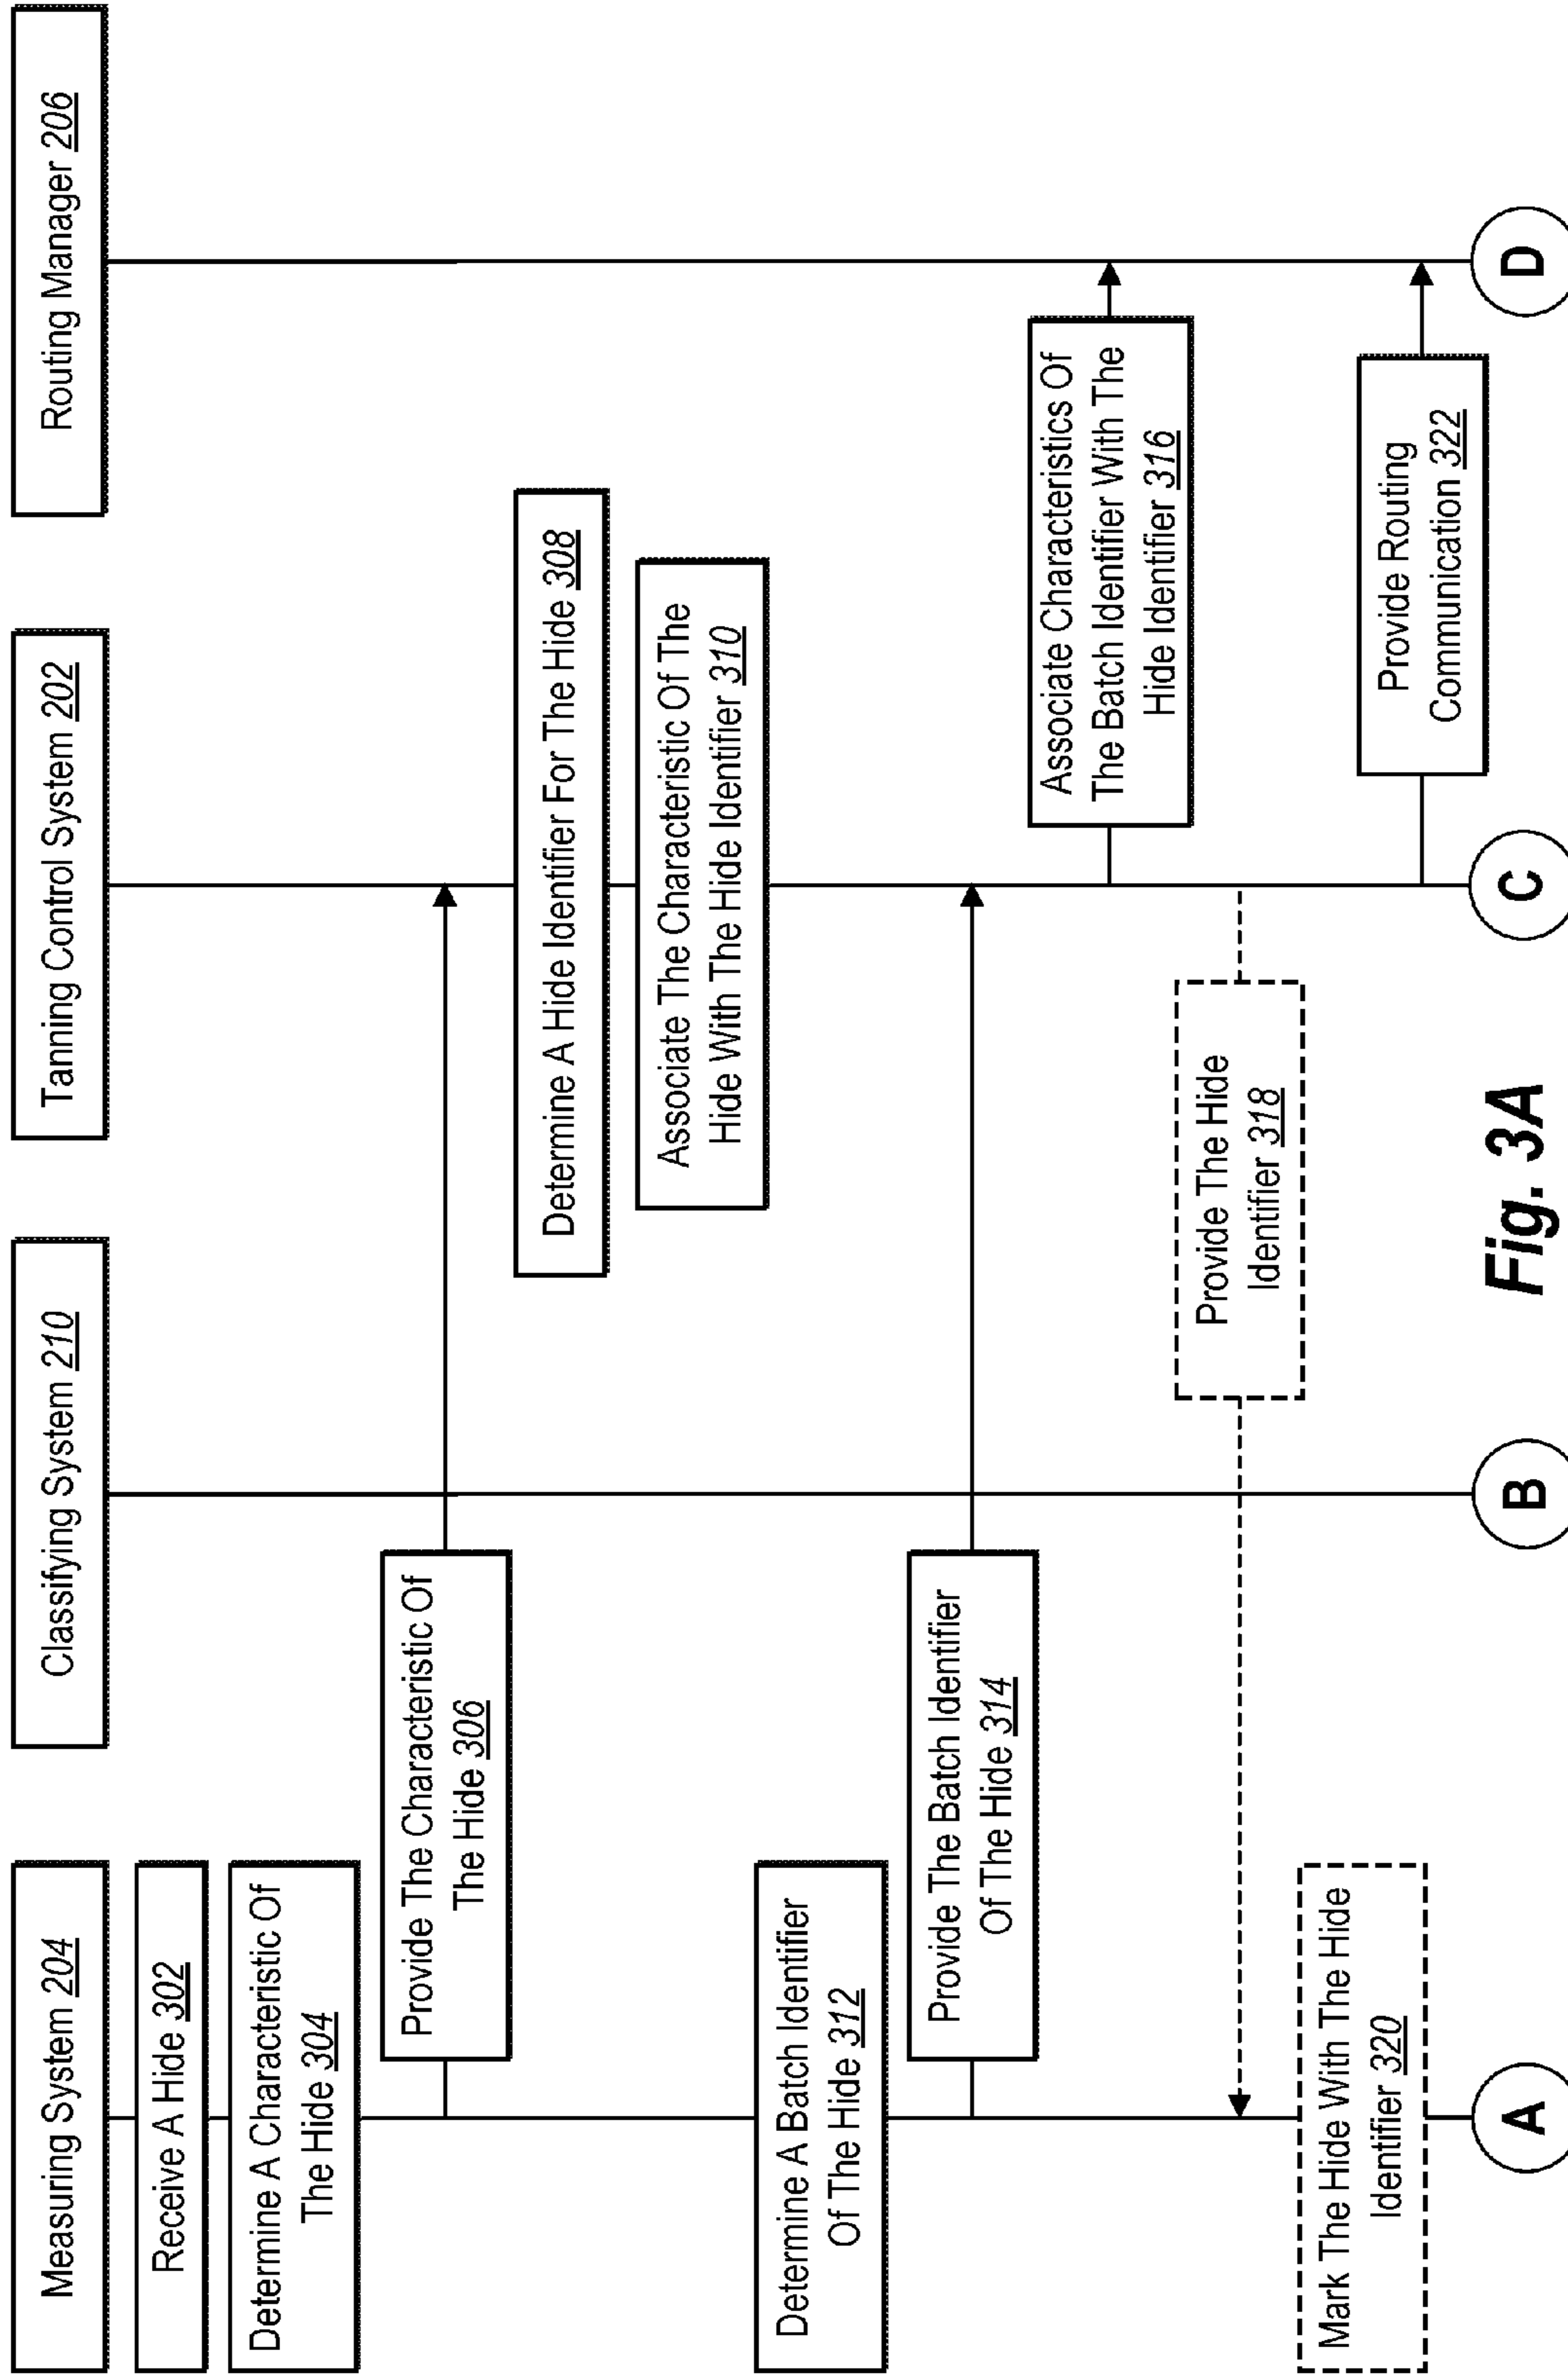 Measuring System 204
Classifying System 210
Tanning Control System 202
Routing Manager 206
Receive A Hide 302
Determine A Characteristic Of
The Hide 304
Provide The Characteristic Of
The Hide 306
Determine A Hide Identifier For The Hide 308
Associate The Characteristic Of The
Hide With The Hide Identifier 310
Determine A Batch Identifier
Of The Hide 312
Provide The Batch Identifier
Of The Hide 314
Associate Characteristics Of
The Batch Identifier With The
Hide Identifier 316
Provide The Hide
Identifier 318
Mark The Hide With The Hide
Identifier 320
Provide Routing
Communication 322
A
B
C
D
Fig. 3A